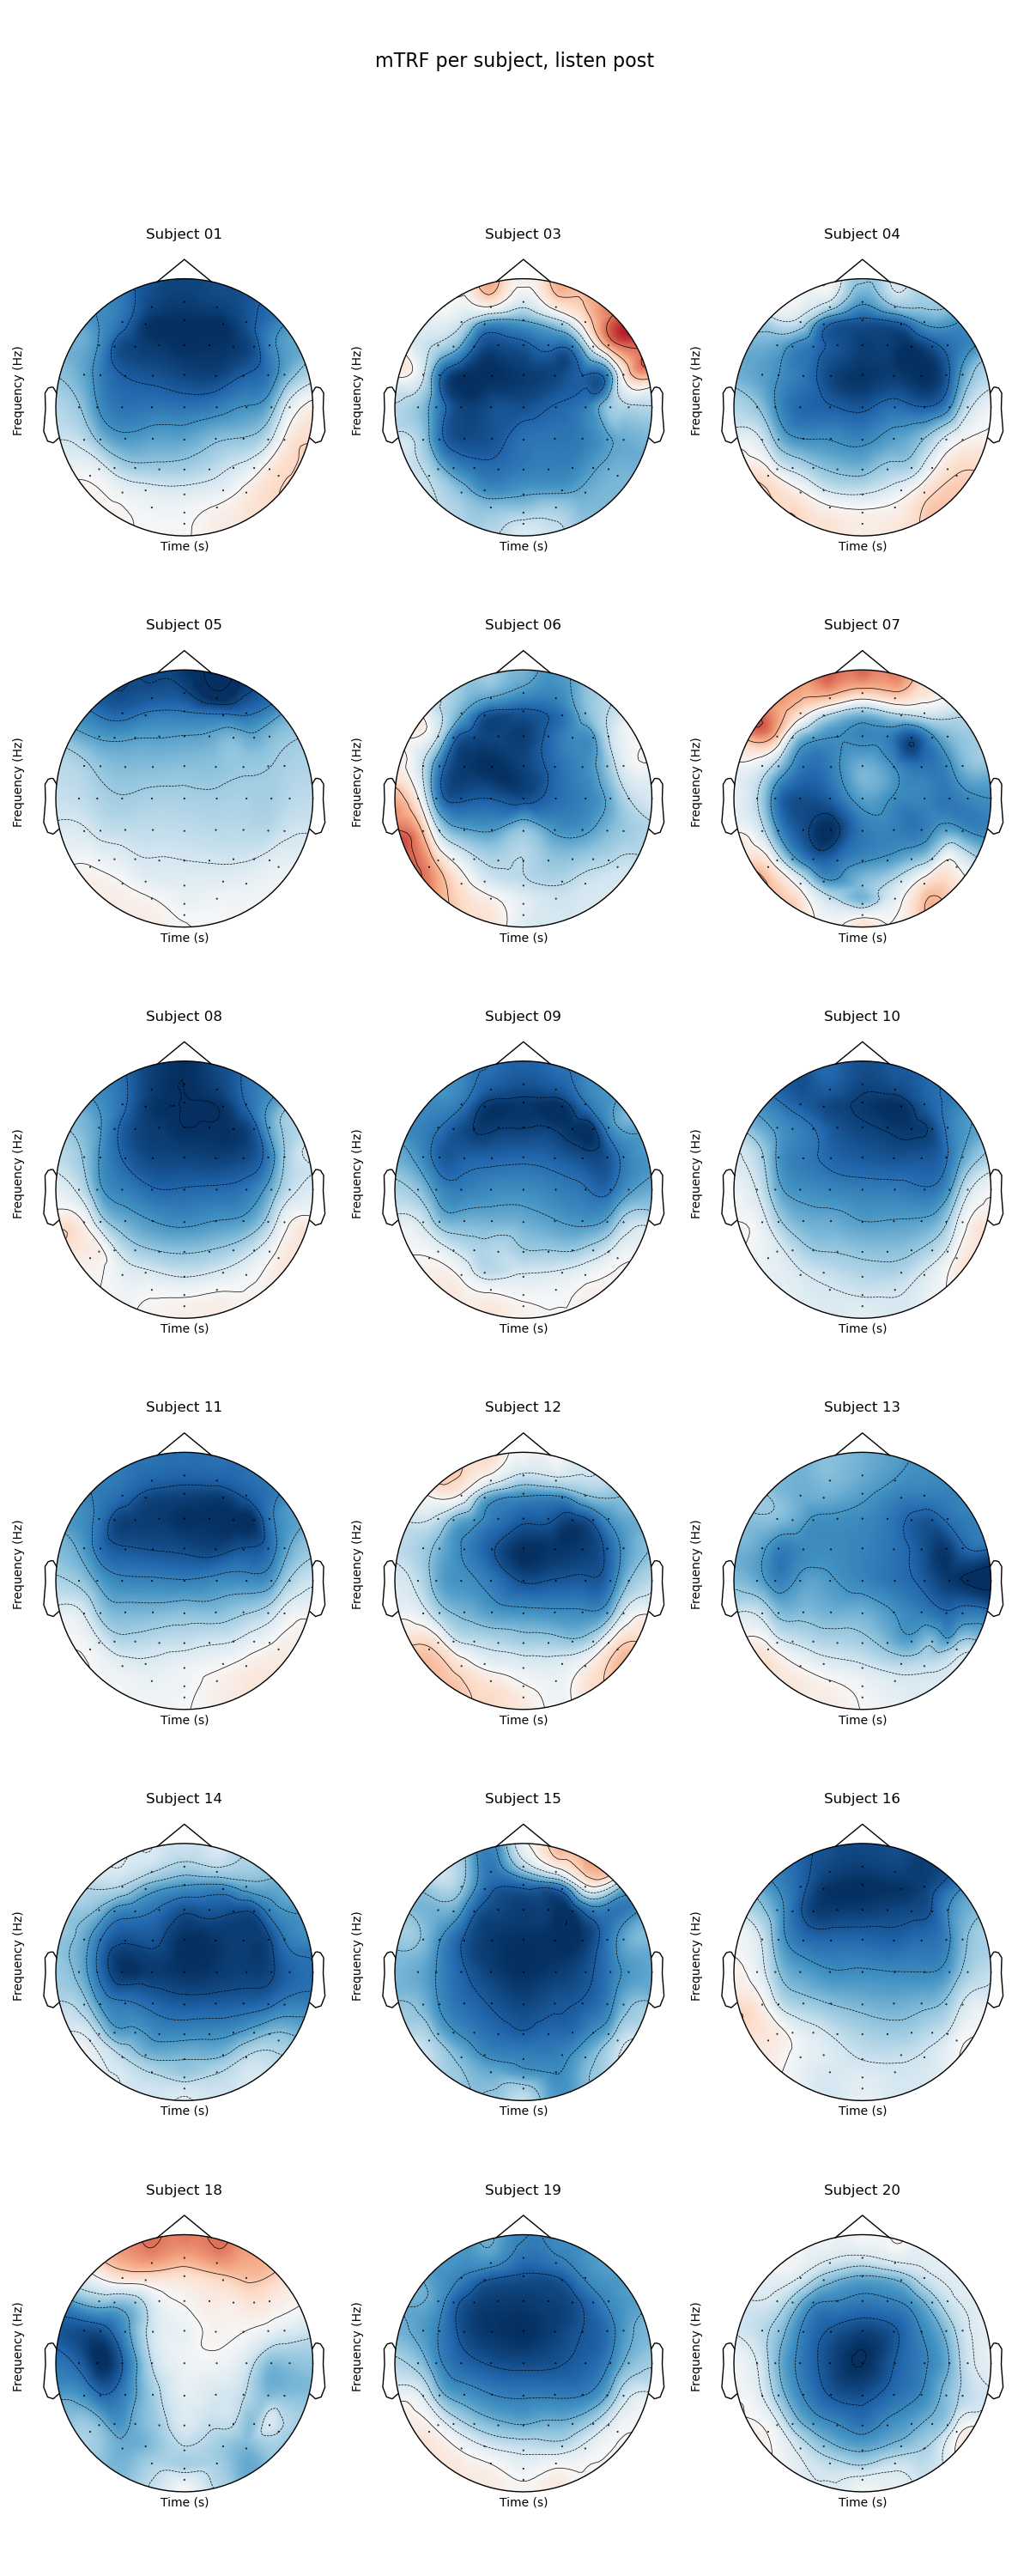 mTRF per subject, listen post
Subject 01
Subject 03
Subject 04
Frequency (Hz)
Frequency (Hz)
Frequency (Hz)
Time (s)
Time (s)
Time (s)
Subject 05
Subject 06
Subject 07
Frequency (Hz)
Frequency (Hz)
Frequency (Hz)
Time (s)
Time (s)
Time (s)
Subject 08
Subject 09
Subject 10
Frequency (Hz)
Frequency (Hz)
Frequency (Hz)
Time (s)
Time (s)
Time (s)
Subject 11
Subject 12
Subject 13
Frequency (Hz)
Frequency (Hz)
Frequency (Hz)
Time (s)
Time (s)
Time (s)
Subject 14
Subject 15
Subject 16
Frequency (Hz)
Frequency (Hz)
Frequency (Hz)
Time (s)
Time (s)
Time (s)
Subject 18
Subject 19
Subject 20
Frequency (Hz)
Frequency (Hz)
Frequency (Hz)
Time (s)
Time (s)
Time (s)